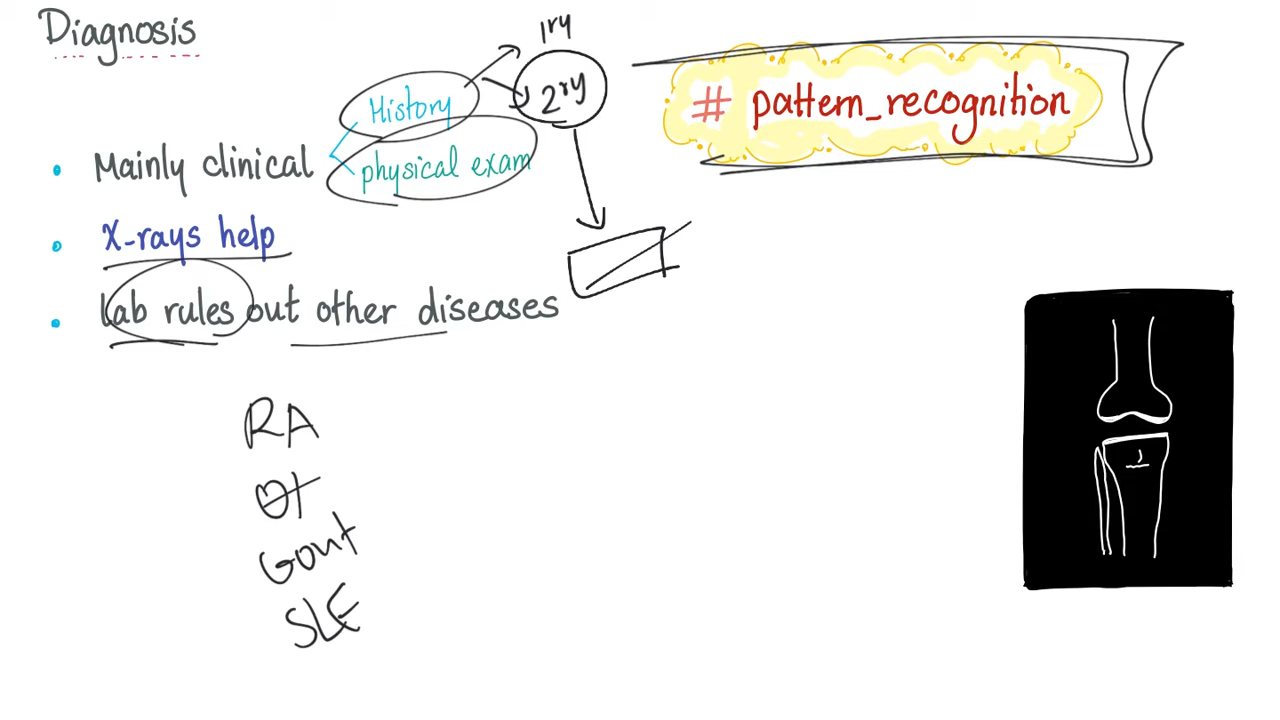 Diagnosis
1ry
2ry
# pattern_recognition
History
Mainly clinical
physical exam
X-rays help
Lab rules out other diseases
RA
Gout
SLE